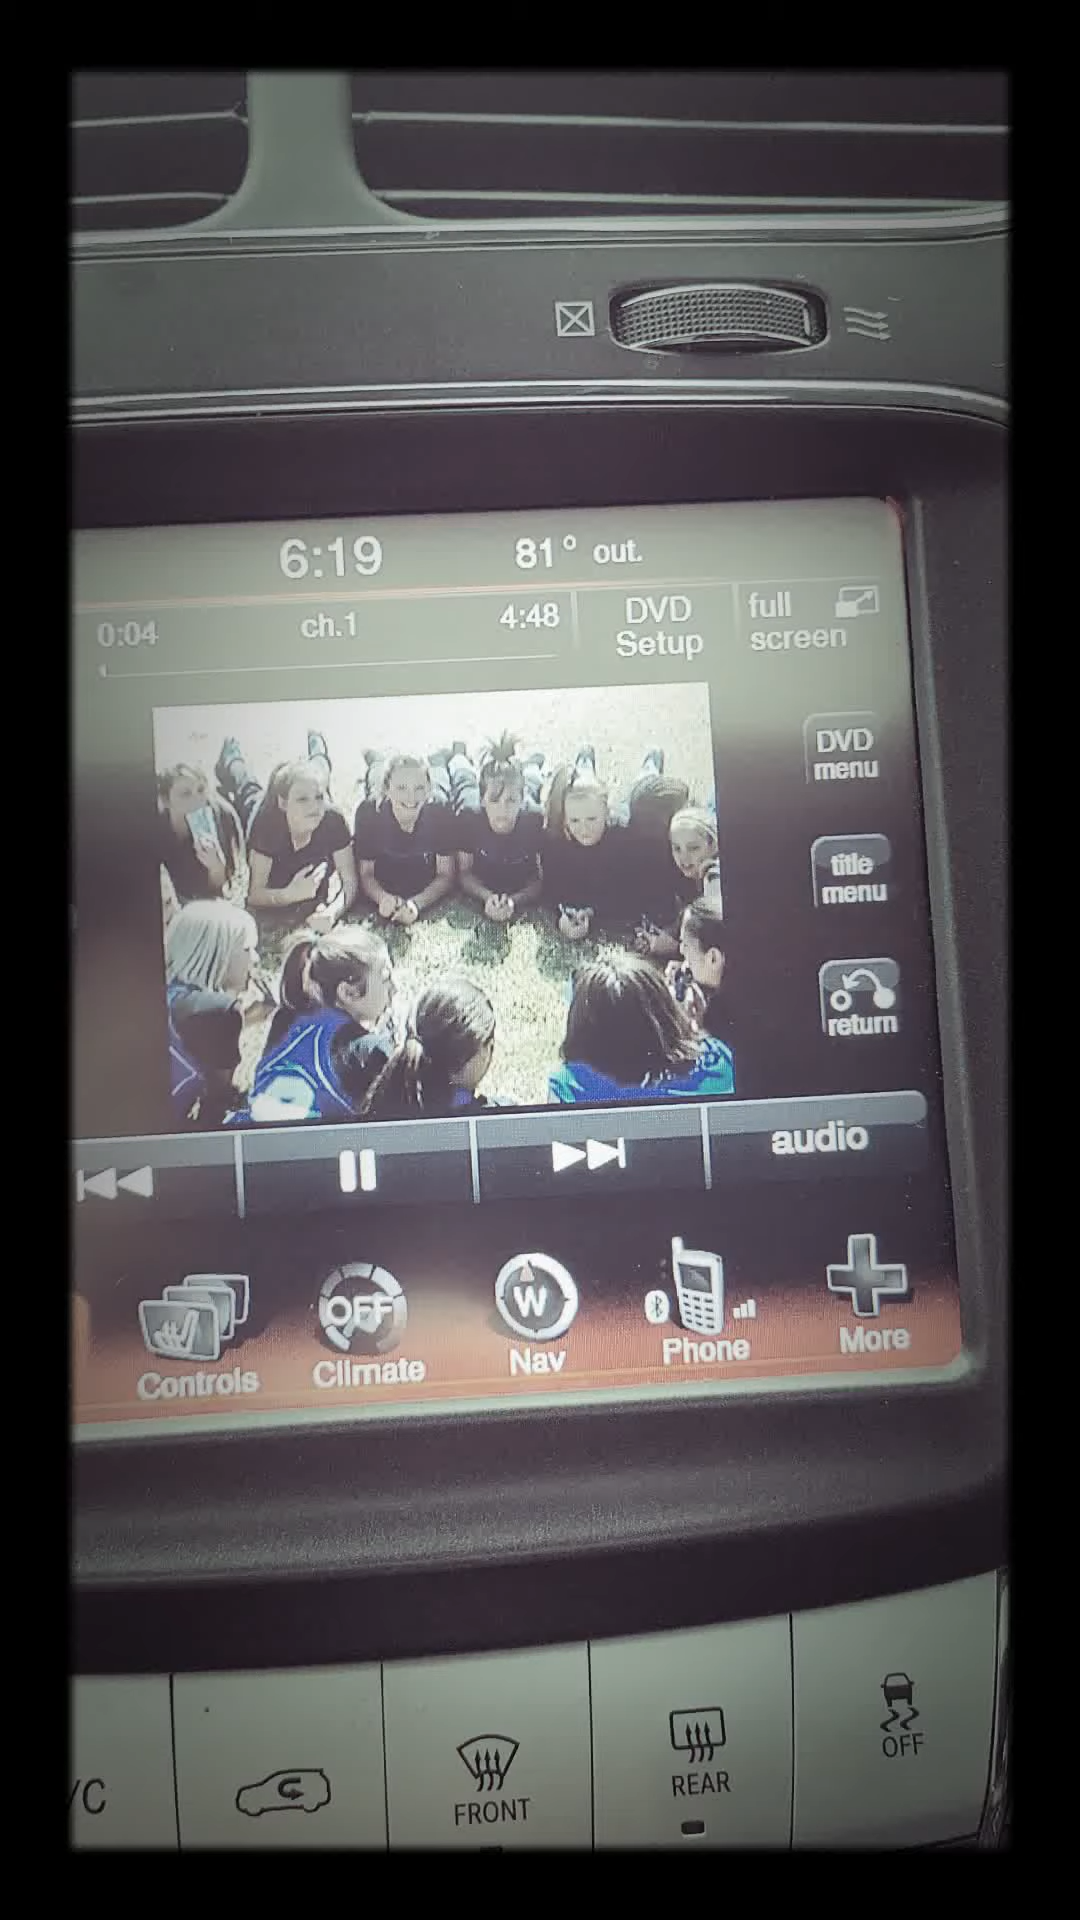 6:19
81° out.
0:04
ch.1
4:48
DVD
Setup
full
screen
DVD
menu
title
menu
return
audio
OFF
W
Controls
Climate
Nav
Phone
More
/C
FRONT
REAR
OFF